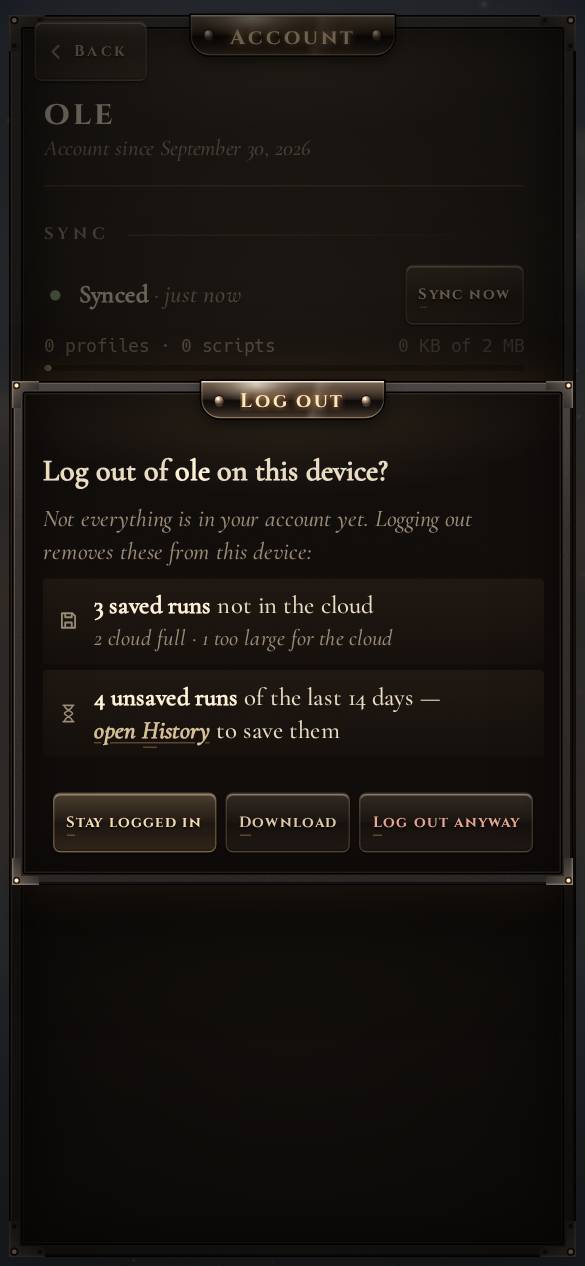 Account
Back
OLE
Account since September 30, 2026
SYNC
Synced · just now
Sync now
0 profiles · 0 scripts
0 KB of 2 MB
Log out
Log out of ole on this device?
Not everything is in your account yet. Logging out
removes these from this device:
3 saved runs not in the cloud
2 cloud full · 1 too large for the cloud
4 unsaved runs of the last 14 days —
open History to save them
Stay logged in
Download
Log out anyway